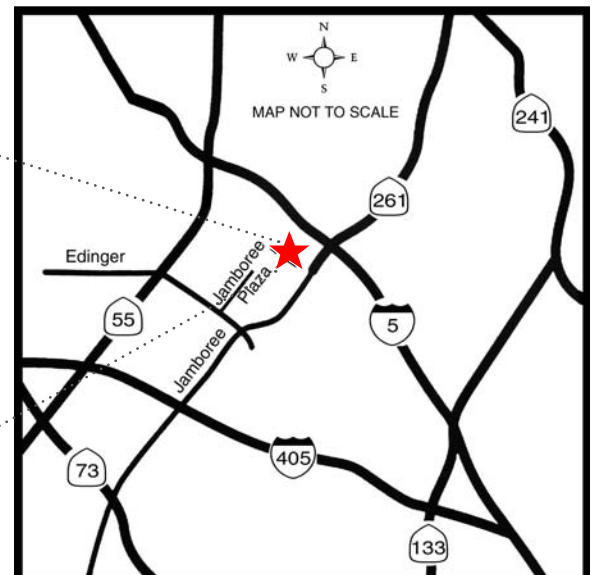 N
W E
S
MAP NOT TO SCALE
241
261
Edinger
Jamboree
Plaza
55
5
Jamboree
405
73
133